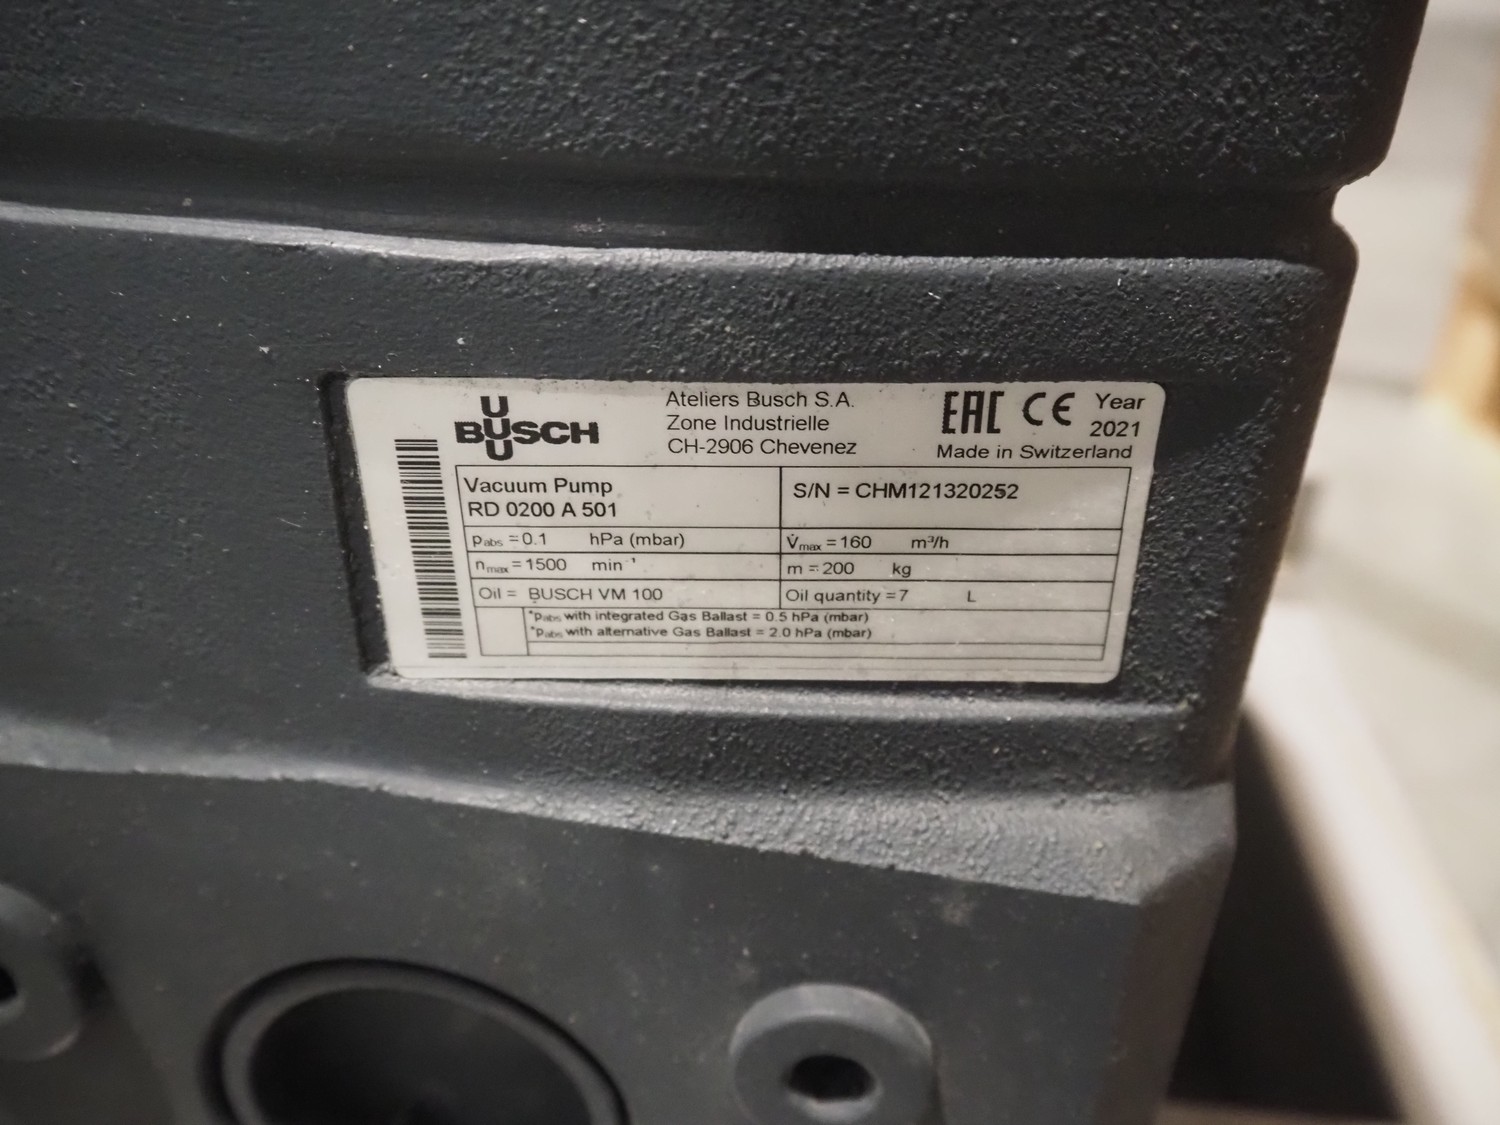 BUSCH
Ateliers Busch S.A.
Zone Industrielle
CH-2906 Chevenez
EAC CE Year
2021
Made in Switzerland
Vacuum Pump
RD 0200 A 501
S/N = CHM121320252
pabs = 0.1 hPa (mbar)
V̇max = 160 m³/h
nmax = 1500 min⁻¹
m = 200 kg
Oil = BUSCH VM 100
Oil quantity = 7 L
*pabs with integrated Gas Ballast = 0.5 hPa (mbar)
*pabs with alternative Gas Ballast = 2.0 hPa (mbar)